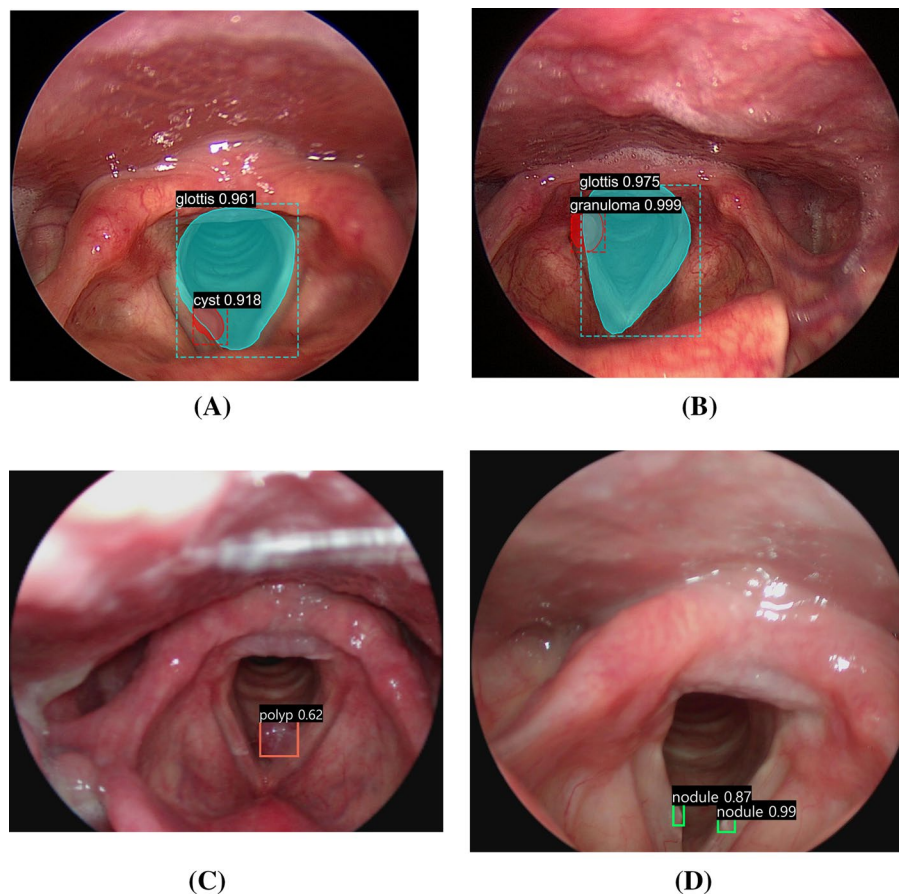 glottis 0.961
cyst 0.918
(A)
glottis 0.975
granuloma 0.999
(B)
polyp 0.62
(C)
nodule 0.87
nodule 0.99
(D)